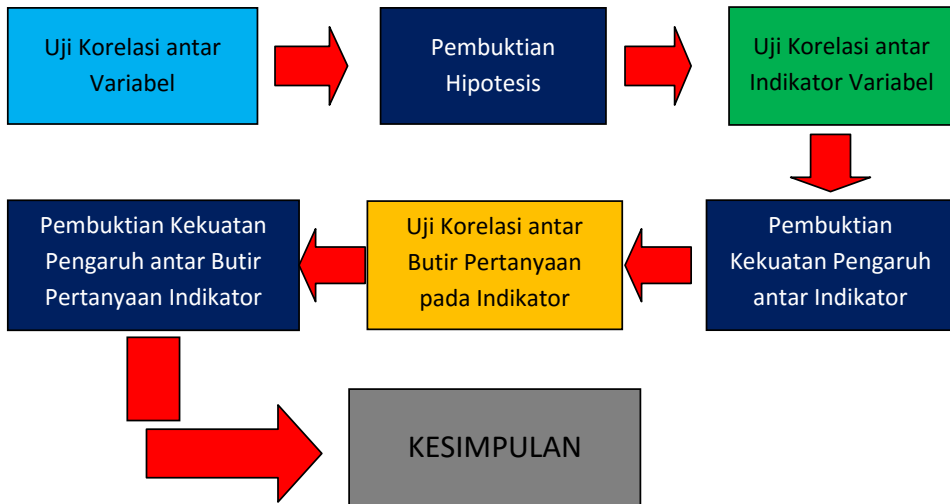 Uji Korelasi antar
Variabel
Pembuktian
Hipotesis
Uji Korelasi antar
Indikator Variabel
Pembuktian Kekuatan
Pengaruh antar Butir
Pertanyaan Indikator
Uji Korelasi antar
Butir Pertanyaan
pada Indikator
Pembuktian
Kekuatan Pengaruh
antar Indikator
KESIMPULAN